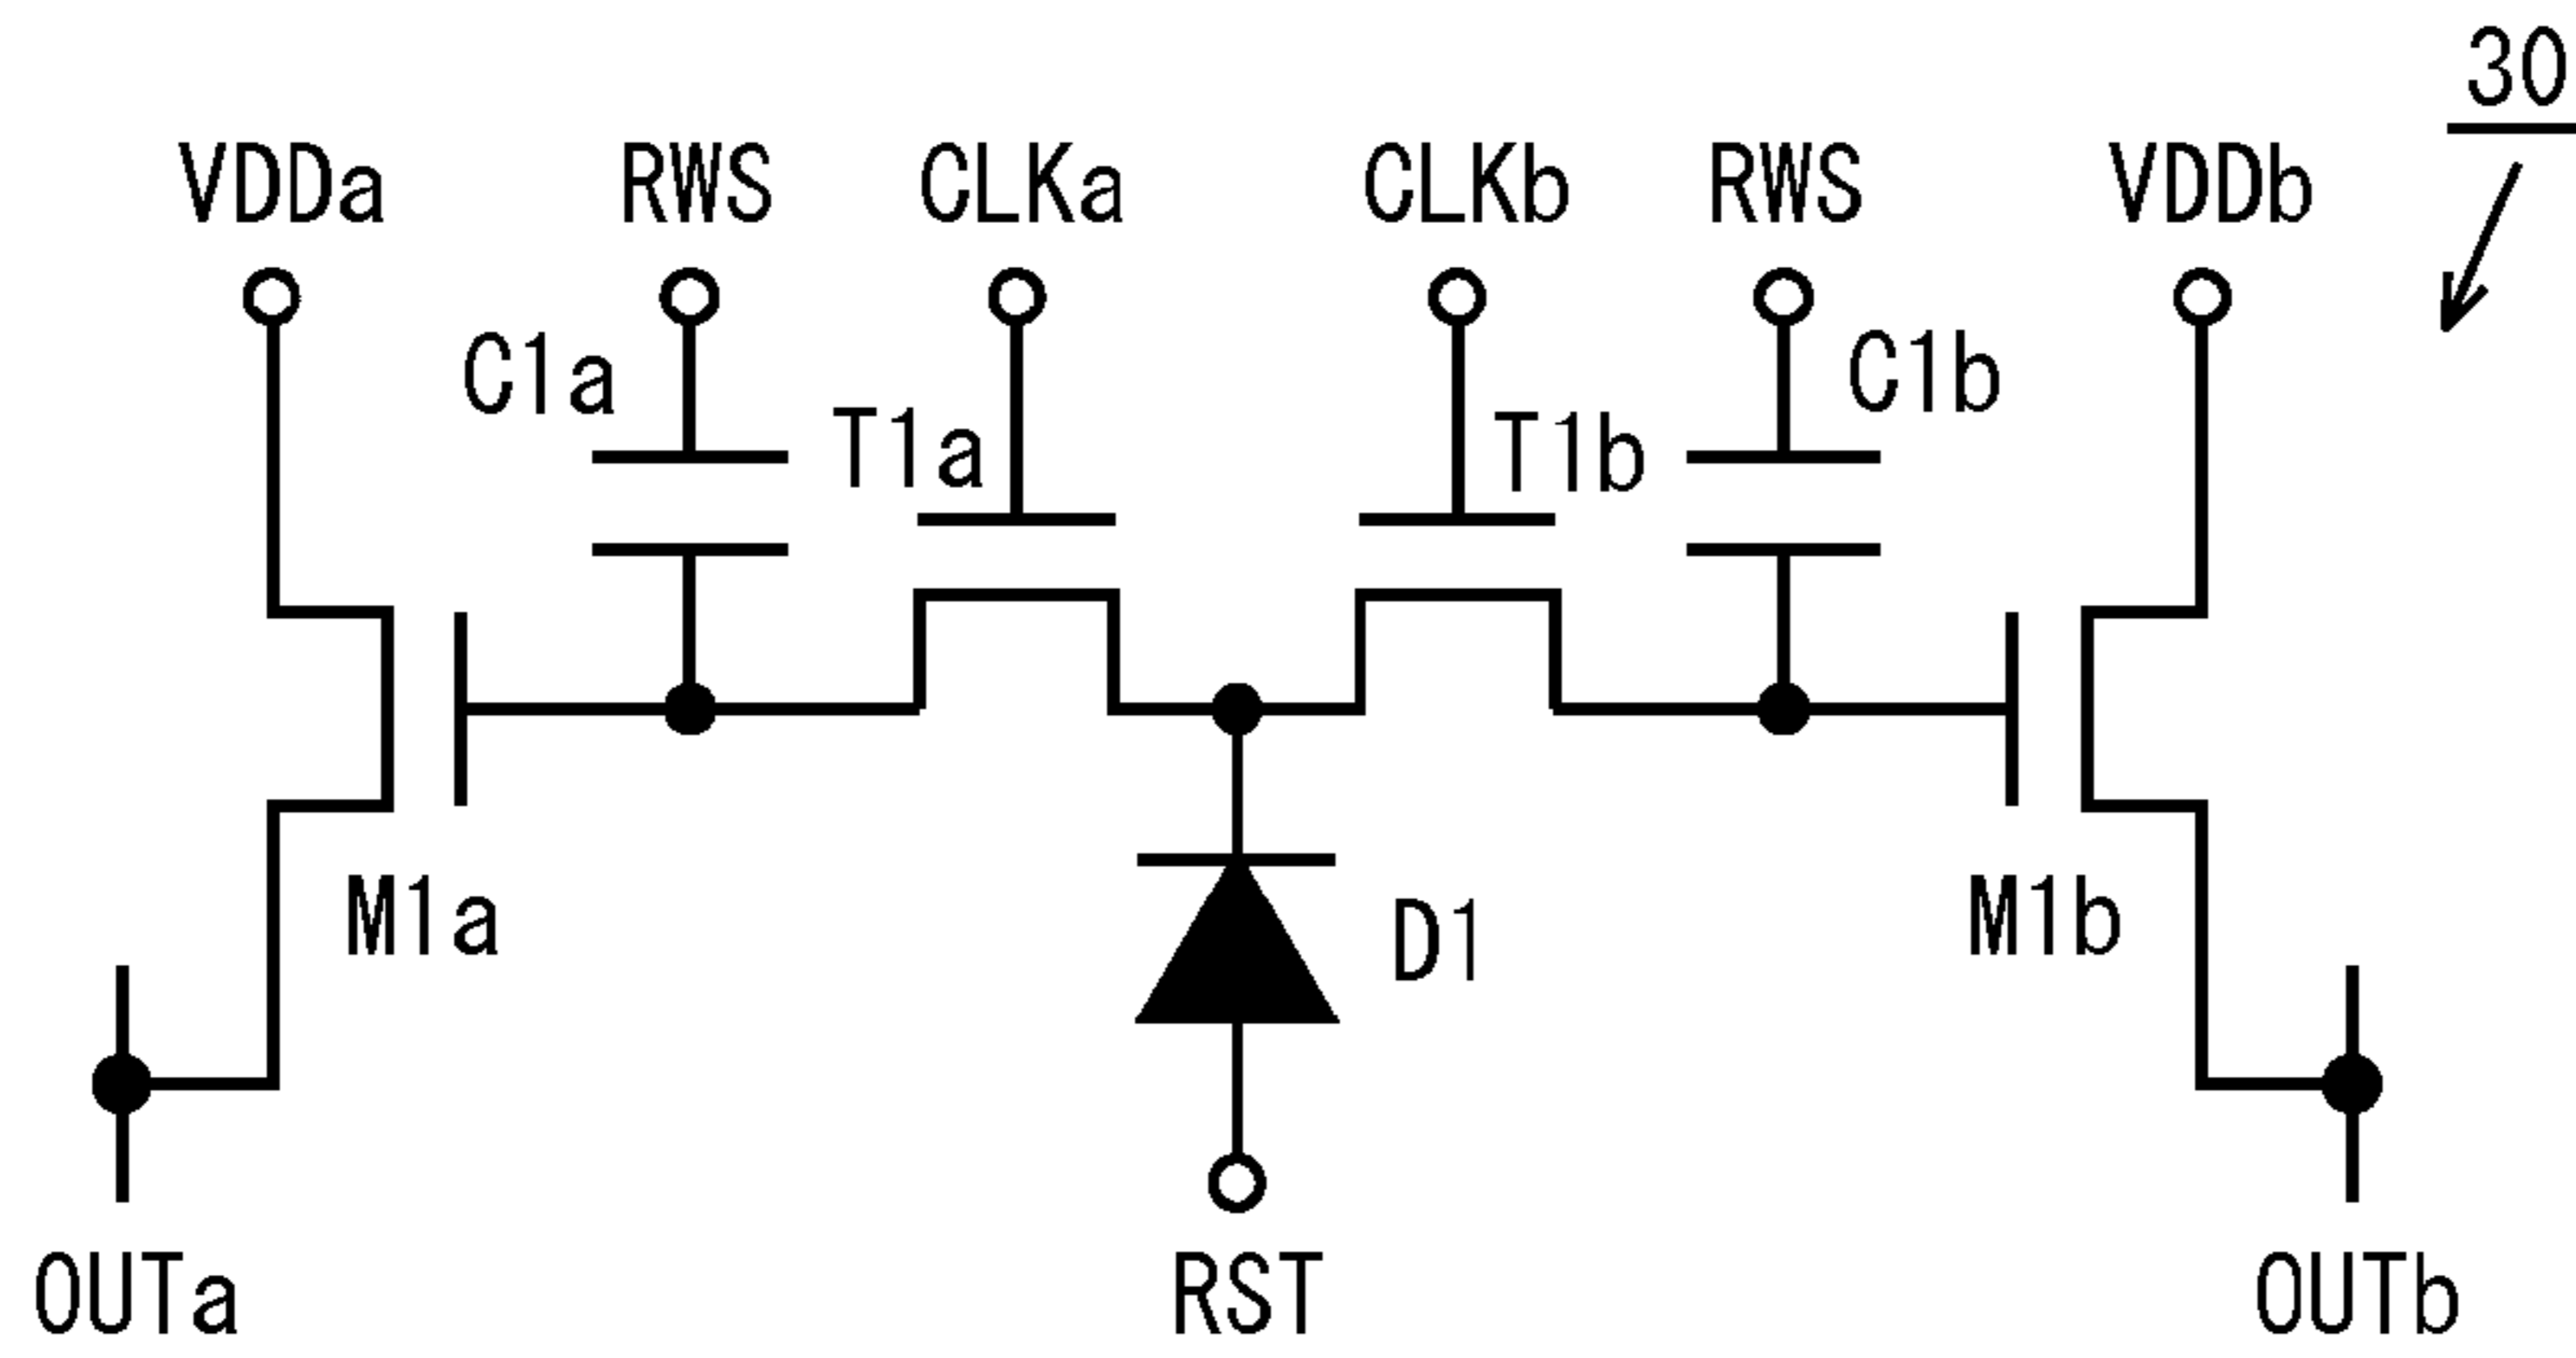 30
VDDa RWS CLKa CLKb RWS VDDb
C1a C1b
T1a T1b
M1a D1 M1b
OUTa RST OUTb